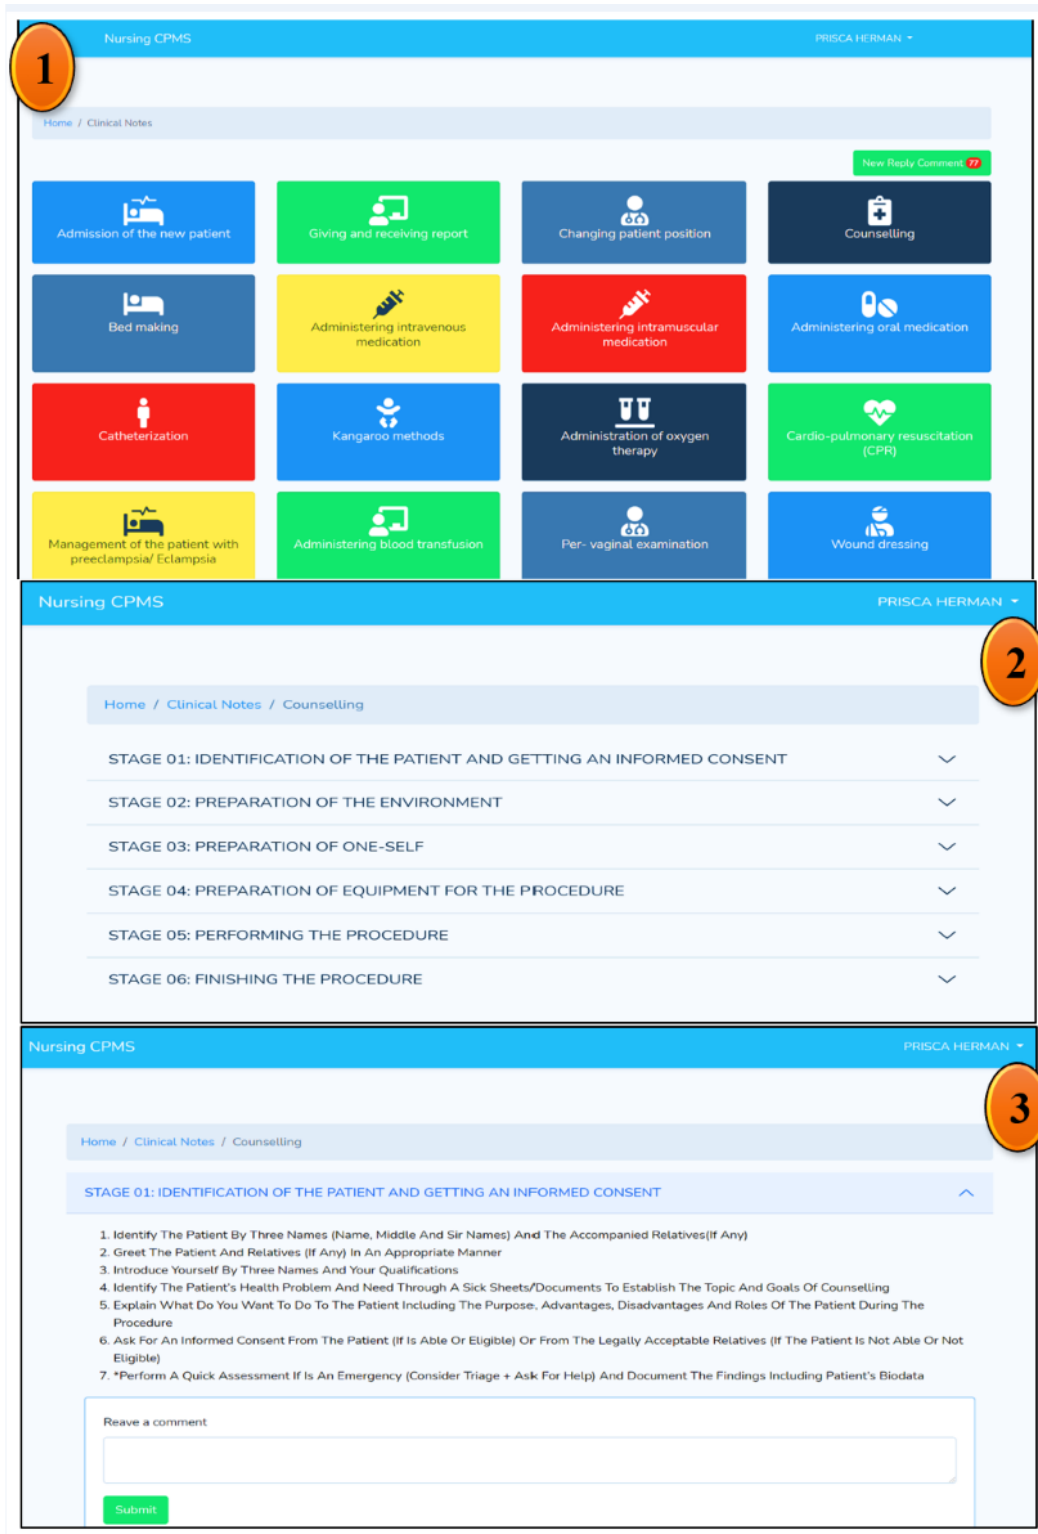 Nursing CPMS
PRISCA HERMAN
1
Home / Clinical Notes
New Reply Comment 77
Admission of the new patient
Giving and receiving report
Changing patient position
Counselling
Bed making
Administering intravenous
medication
Administering intramuscular
medication
Administering oral medication
Catheterization
Kangaroo methods
Administration of oxygen
therapy
Cardio-pulmonary resuscitation
(CPR)
Management of the patient with
preeclampsia/ Eclampsia
Administering blood transfusion
Per- vaginal examination
Wound dressing
Nursing CPMS
PRISCA HERMAN
2
Home / Clinical Notes / Counselling
STAGE 01: IDENTIFICATION OF THE PATIENT AND GETTING AN INFORMED CONSENT
STAGE 02: PREPARATION OF THE ENVIRONMENT
STAGE 03: PREPARATION OF ONE-SELF
STAGE 04: PREPARATION OF EQUIPMENT FOR THE PROCEDURE
STAGE 05: PERFORMING THE PROCEDURE
STAGE 06: FINISHING THE PROCEDURE
Nursing CPMS
PRISCA HERMAN
3
Home / Clinical Notes / Counselling
STAGE 01: IDENTIFICATION OF THE PATIENT AND GETTING AN INFORMED CONSENT
1. Identify The Patient By Three Names (Name, Middle And Sir Names) And The Accompanied Relatives(If Any)
2. Greet The Patient And Relatives (If Any) In An Appropriate Manner
3. Introduce Yourself By Three Names And Your Qualifications
4. Identify The Patient's Health Problem And Need Through A Sick Sheets/Documents To Establish The Topic And Goals Of Counselling
5. Explain What Do You Want To Do To The Patient Including The Purpose, Advantages, Disadvantages And Roles Of The Patient During The
Procedure
6. Ask For An Informed Consent From The Patient (If Is Able Or Eligible) Or From The Legally Acceptable Relatives (If The Patient Is Not Able Or Not
Eligible)
7. *Perform A Quick Assessment If Is An Emergency (Consider Triage + Ask For Help) And Document The Findings Including Patient's Biodata
Reave a comment
Submit